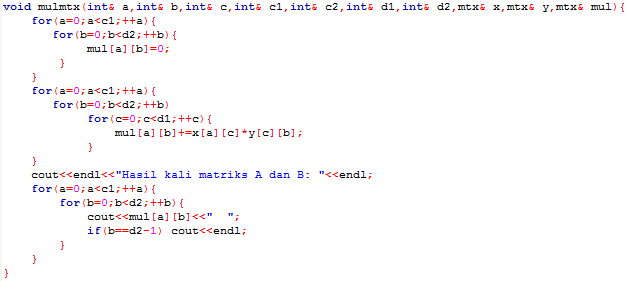 void mulmtx(int& a,int& b,int& c,int& c1,int& c2,int& d1,int& d2,mtx& x,mtx& y,mtx& mul){
    for(a=0;a<c1;++a){
       for(b=0;b<d2;++b){
            mul[a][b]=0;
        }
    }
    for(a=0;a<c1;++a){
       for(b=0;b<d2;++b)
            for(c=0;c<d1;++c){
                mul[a][b]+=x[a][c]*y[c][b];
            }
    }
    cout<<endl<<"Hasil kali matriks A dan B: "<<endl;
    for(a=0;a<c1;++a){
        for(b=0;b<d2;++b){
            cout<<mul[a][b]<<"  ";
            if(b==d2-1) cout<<endl;
        }
    }
}